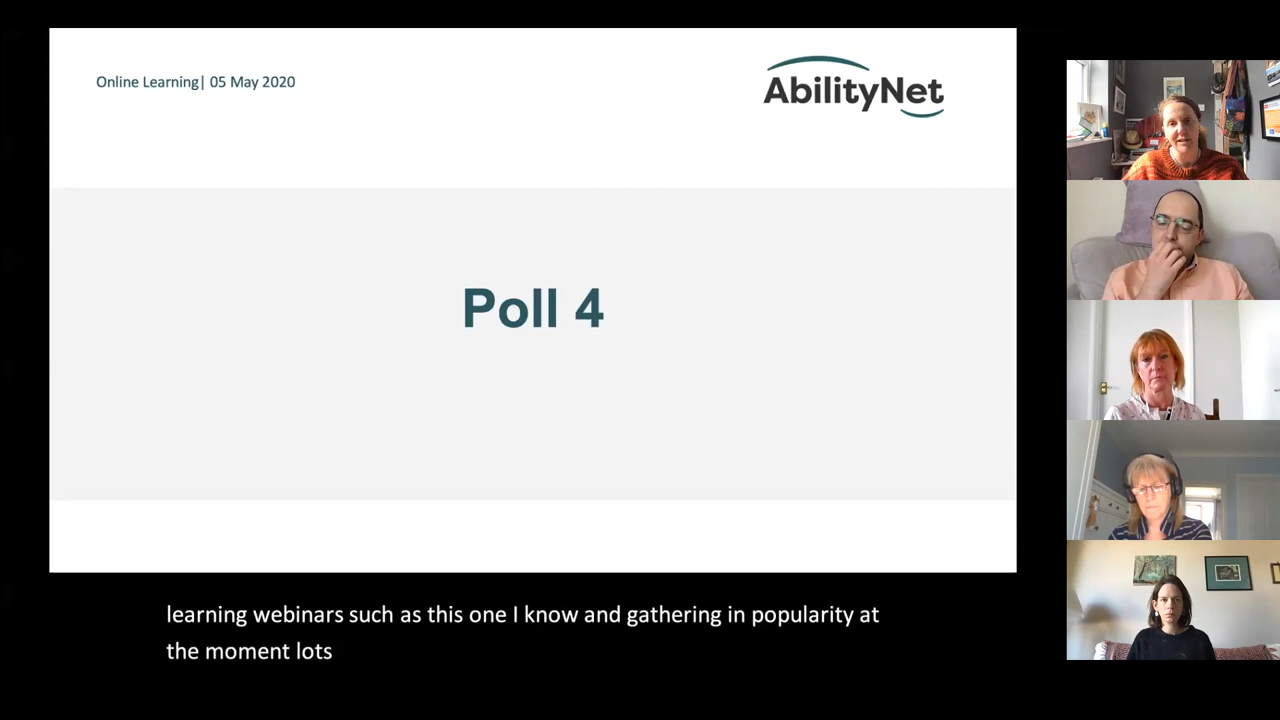 Online Learning| 05 May 2020
AbilityNet
Poll 4
learning webinars such as this one I know and gathering in popularity at
the moment lots